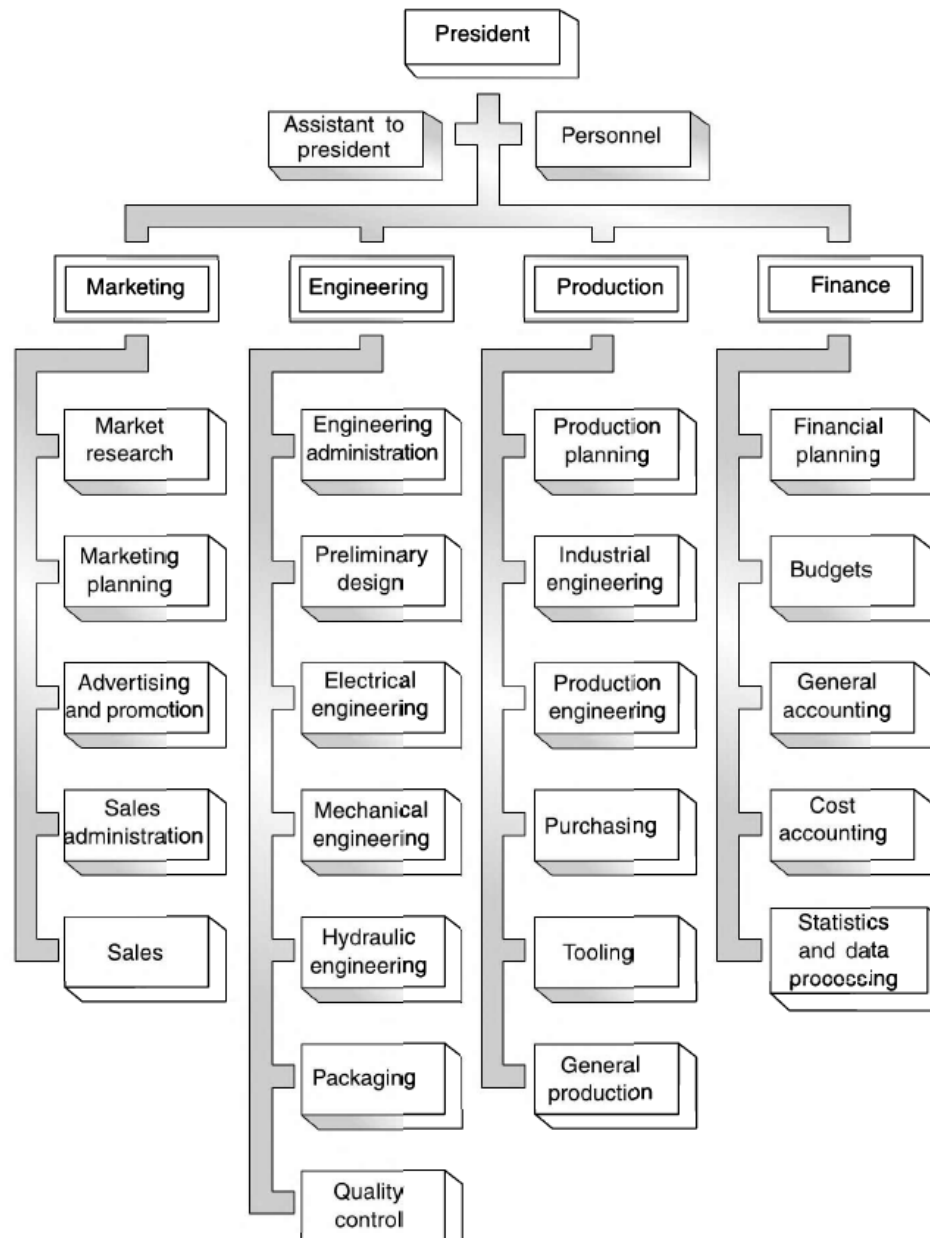 President
Assistant to
president
Personnel
Marketing
Engineering
Production
Finance
Market
research
Marketing
planning
Advertising
and promotion
Sales
administration
Sales
Engineering
administration
Preliminary
design
Electrical
engineering
Mechanical
engineering
Hydraulic
engineering
Packaging
Quality
control
Production
planning
Industrial
engineering
Production
engineering
Purchasing
Tooling
General
production
Financial
planning
Budgets
General
accounting
Cost
accounting
Statistics
and data
processing